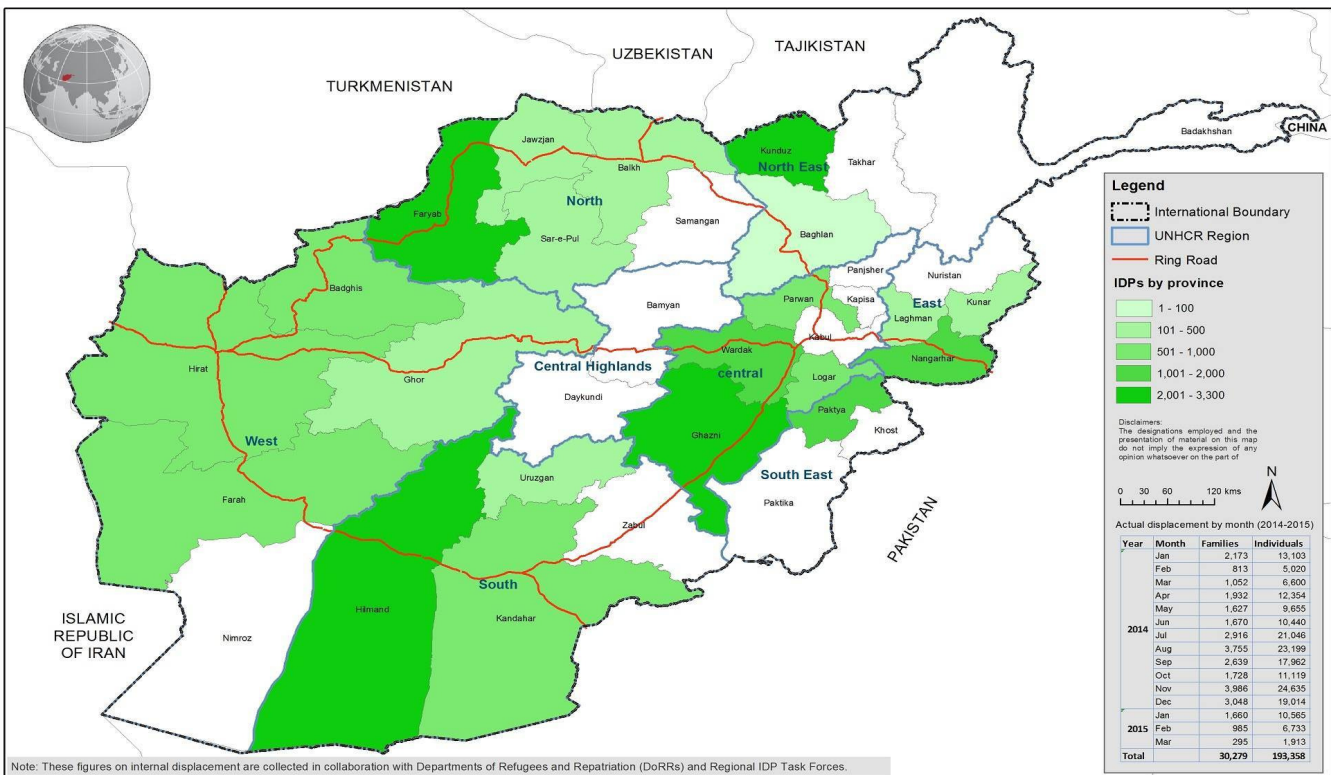 UZBEKISTAN
TAJIKISTAN
TURKMENISTAN
CHINA
Badakhshan
Jawzjan
Balkh
Kunduz
North East
Takhar
Faryab
North
Samangan
Sar-e-Pul
Baghlan
Badghis
Bamyan
Panjsher
Nuristan
Parwan
Kapisa
East
Kunar
Laghman
Kabul
Hirat
Ghor
Wardak
Nangarhar
Central Highlands
central
Daykundi
Logar
Paktya
Khost
West
Ghazni
Uruzgan
South East
Farah
Paktika
Zabul
PAKISTAN
South
Hilmand
Kandahar
Nimroz
ISLAMIC
REPUBLIC
OF IRAN
Legend
International Boundary
UNHCR Region
Ring Road
IDPs by province
1 - 100
101 - 500
501 - 1,000
1,001 - 2,000
2,001 - 3,300
Disclaimers:
The designations employed and the
presentation of material on this map
do not imply the expression of any
opinion whatsoever on the part of
N
0 30 60 120 kms
Actual displacement by month (2014-2015)
Year Month Families Individuals
2014
Jan 2,173 13,103
Feb 813 5,020
Mar 1,052 6,600
Apr 1,932 12,354
May 1,627 9,655
Jun 1,670 10,440
Jul 2,916 21,046
Aug 3,755 23,199
Sep 2,639 17,962
Oct 1,728 11,119
Nov 3,986 24,635
Dec 3,048 19,014
2015
Jan 1,660 10,565
Feb 985 6,733
Mar 295 1,913
Total 30,279 193,358
Note: These figures on internal displacement are collected in collaboration with Departments of Refugees and Repatriation (DoRRs) and Regional IDP Task Forces.